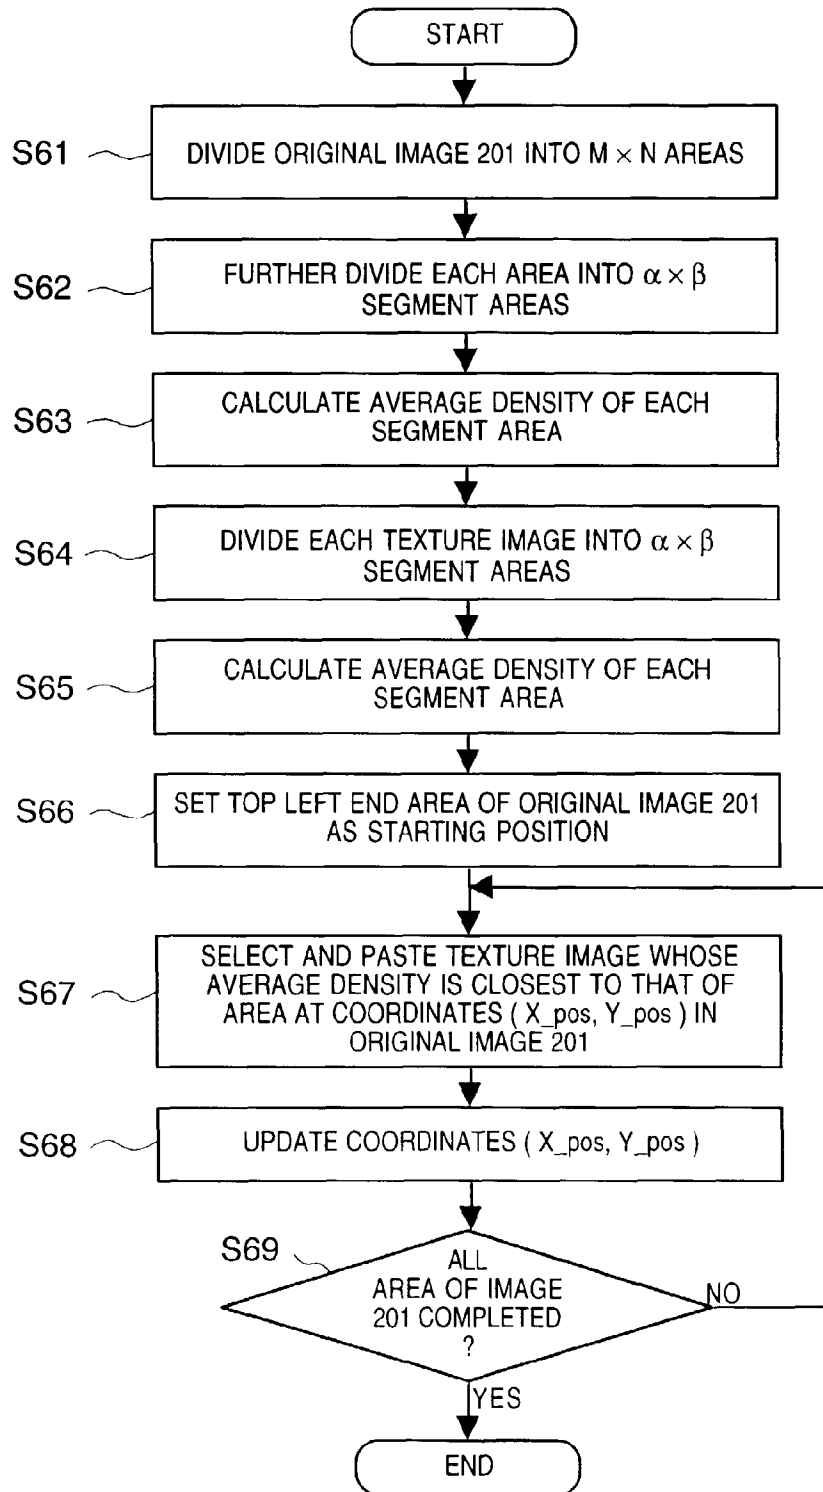 START
S61
DIVIDE ORIGINAL IMAGE 201 INTO M × N AREAS
S62
FURTHER DIVIDE EACH AREA INTO α × β
SEGMENT AREAS
S63
CALCULATE AVERAGE DENSITY OF EACH
SEGMENT AREA
S64
DIVIDE EACH TEXTURE IMAGE INTO α × β
SEGMENT AREAS
S65
CALCULATE AVERAGE DENSITY OF EACH
SEGMENT AREA
S66
SET TOP LEFT END AREA OF ORIGINAL IMAGE 201
AS STARTING POSITION
S67
SELECT AND PASTE TEXTURE IMAGE WHOSE
AVERAGE DENSITY IS CLOSEST TO THAT OF
AREA AT COORDINATES ( X_pos, Y_pos ) IN
ORIGINAL IMAGE 201
S68
UPDATE COORDINATES ( X_pos, Y_pos )
S69
ALL
AREA OF IMAGE
201 COMPLETED
?
NO
YES
END